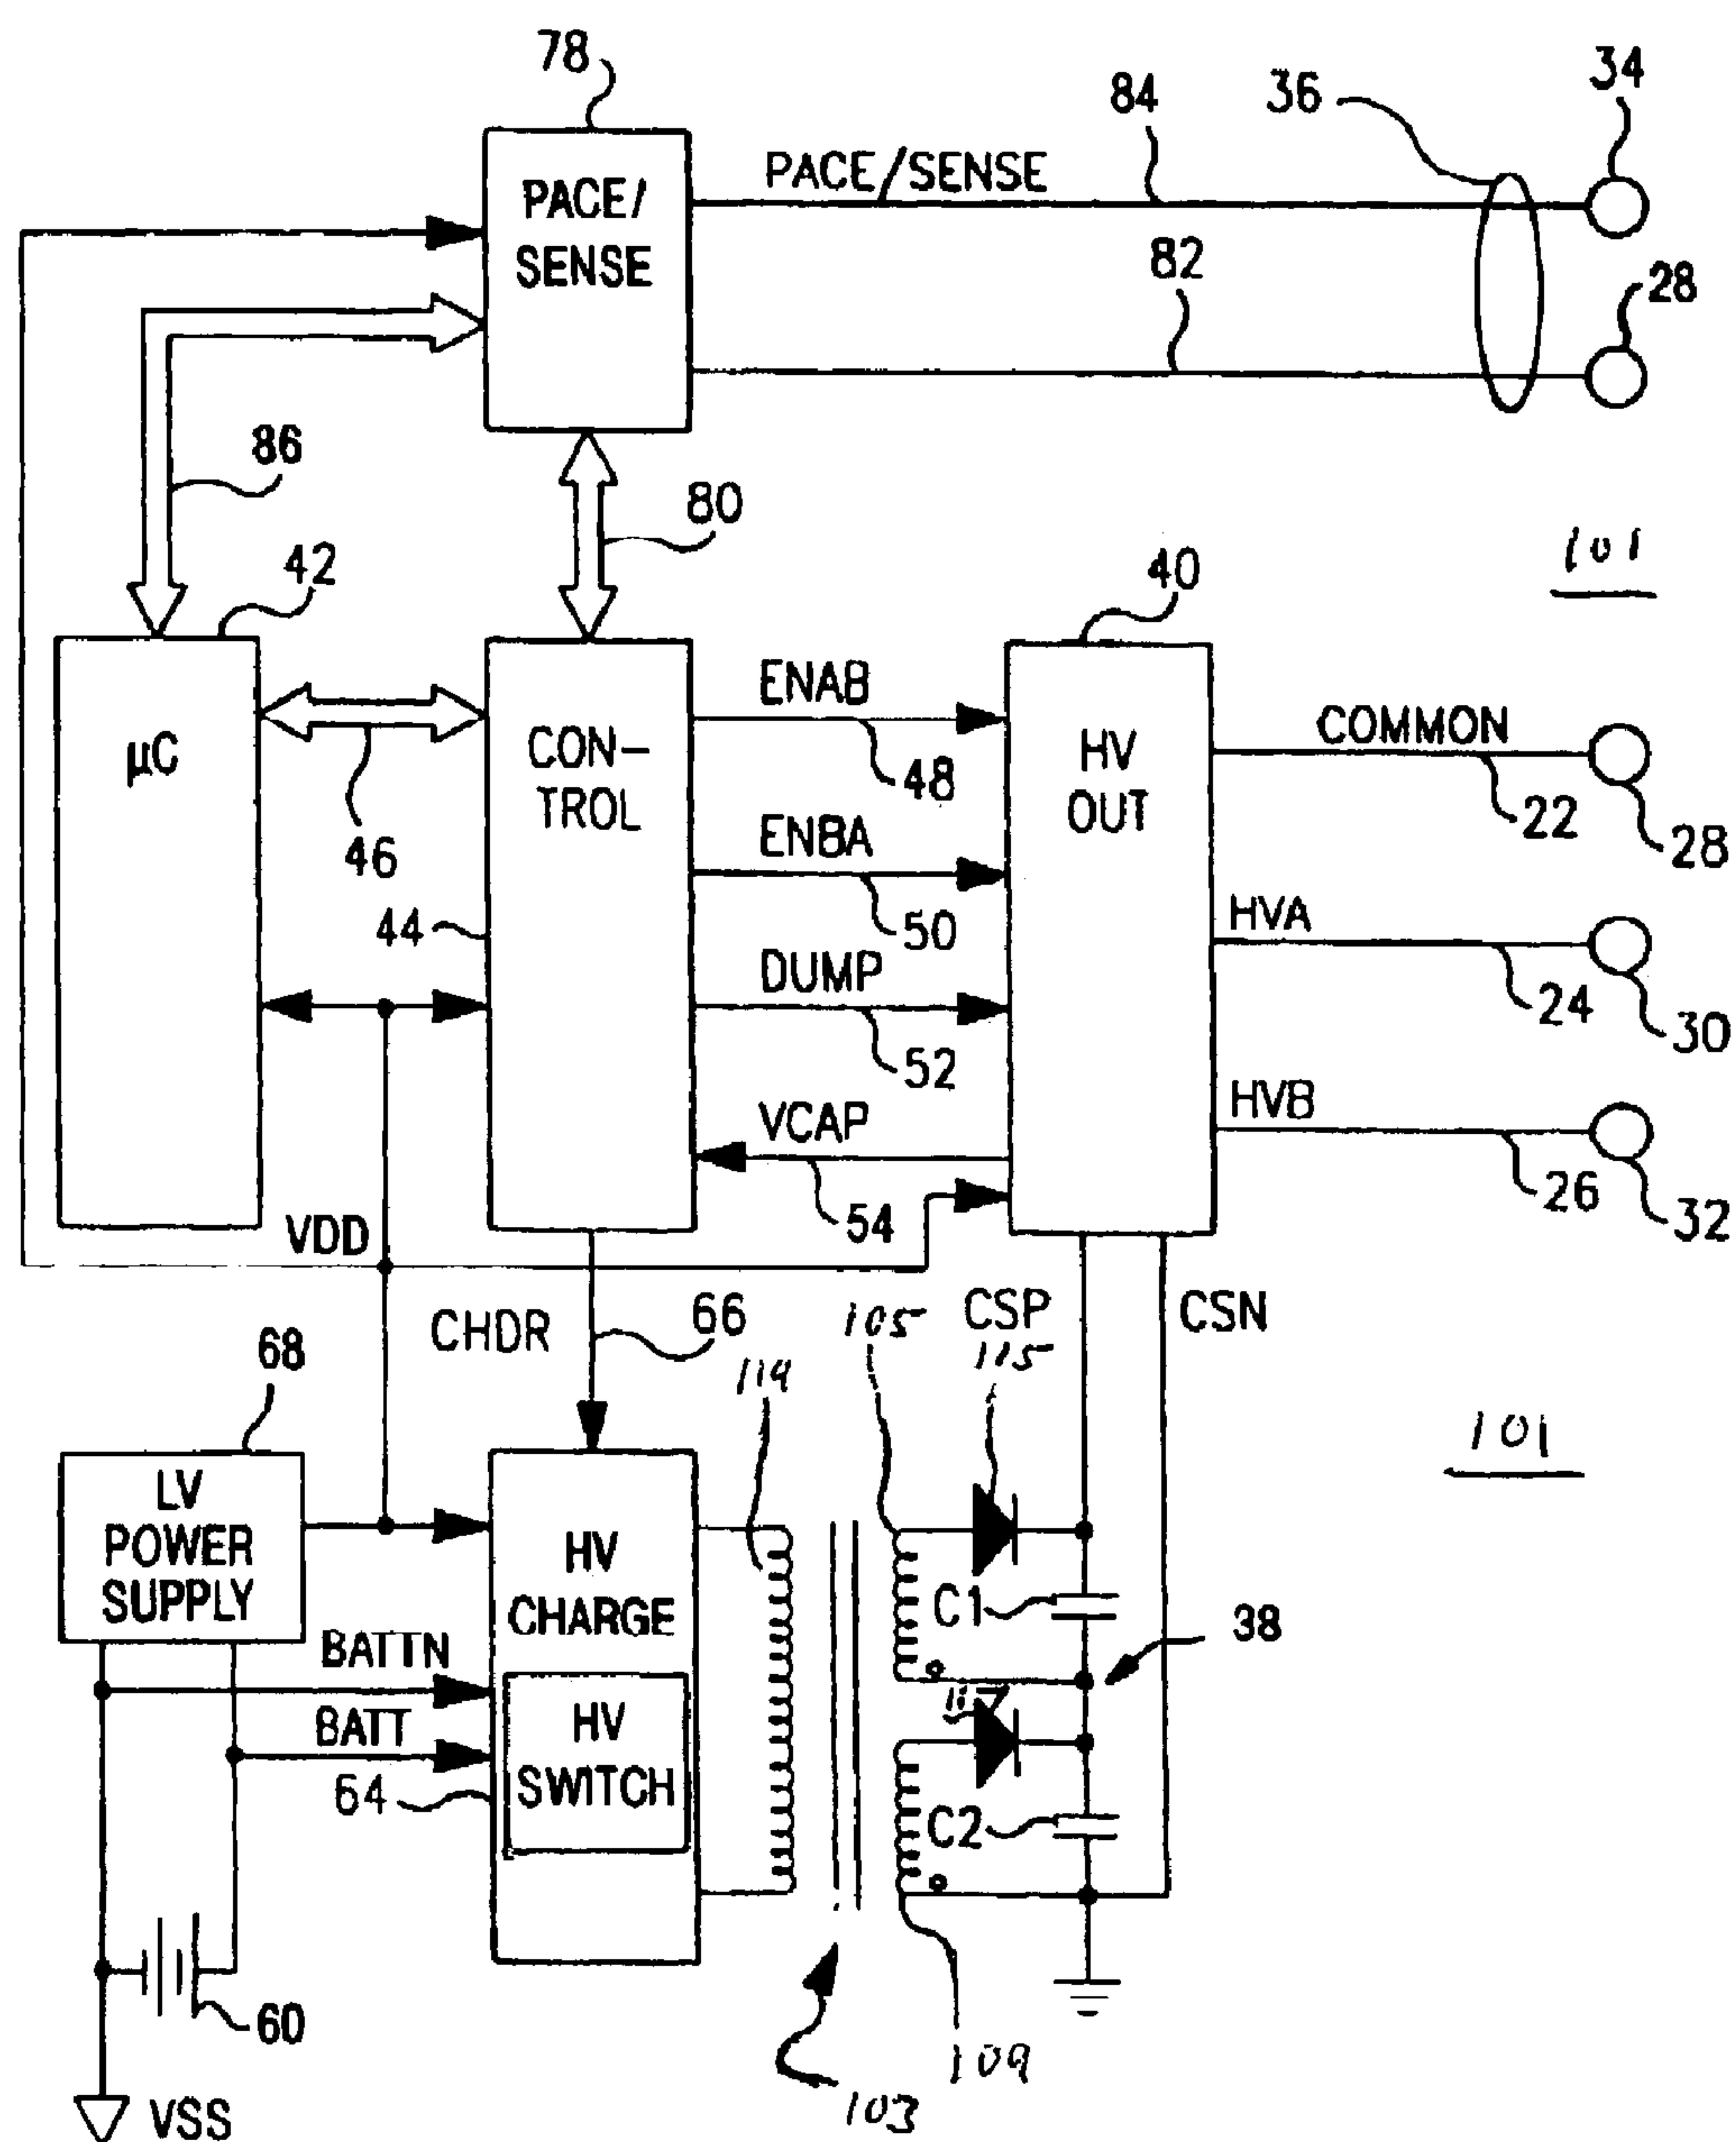 78
84
36
34
PACE/SENSE
PACE/
SENSE
82
28
86
80
101
42
40
ENAB
COMMON
µC
CON-
TROL
HV
OUT
48
22
28
46
ENBA
HVA
44
50
24
30
DUMP
52
VCAP
HVB
54
26
32
VDD
CHDR
66
105
CSP
115
CSN
68
114
101
LV
POWER
SUPPLY
HV
CHARGE
C1
38
BATTN
117
BATT
HV
SWITCH
64
C2
60
109
103
VSS